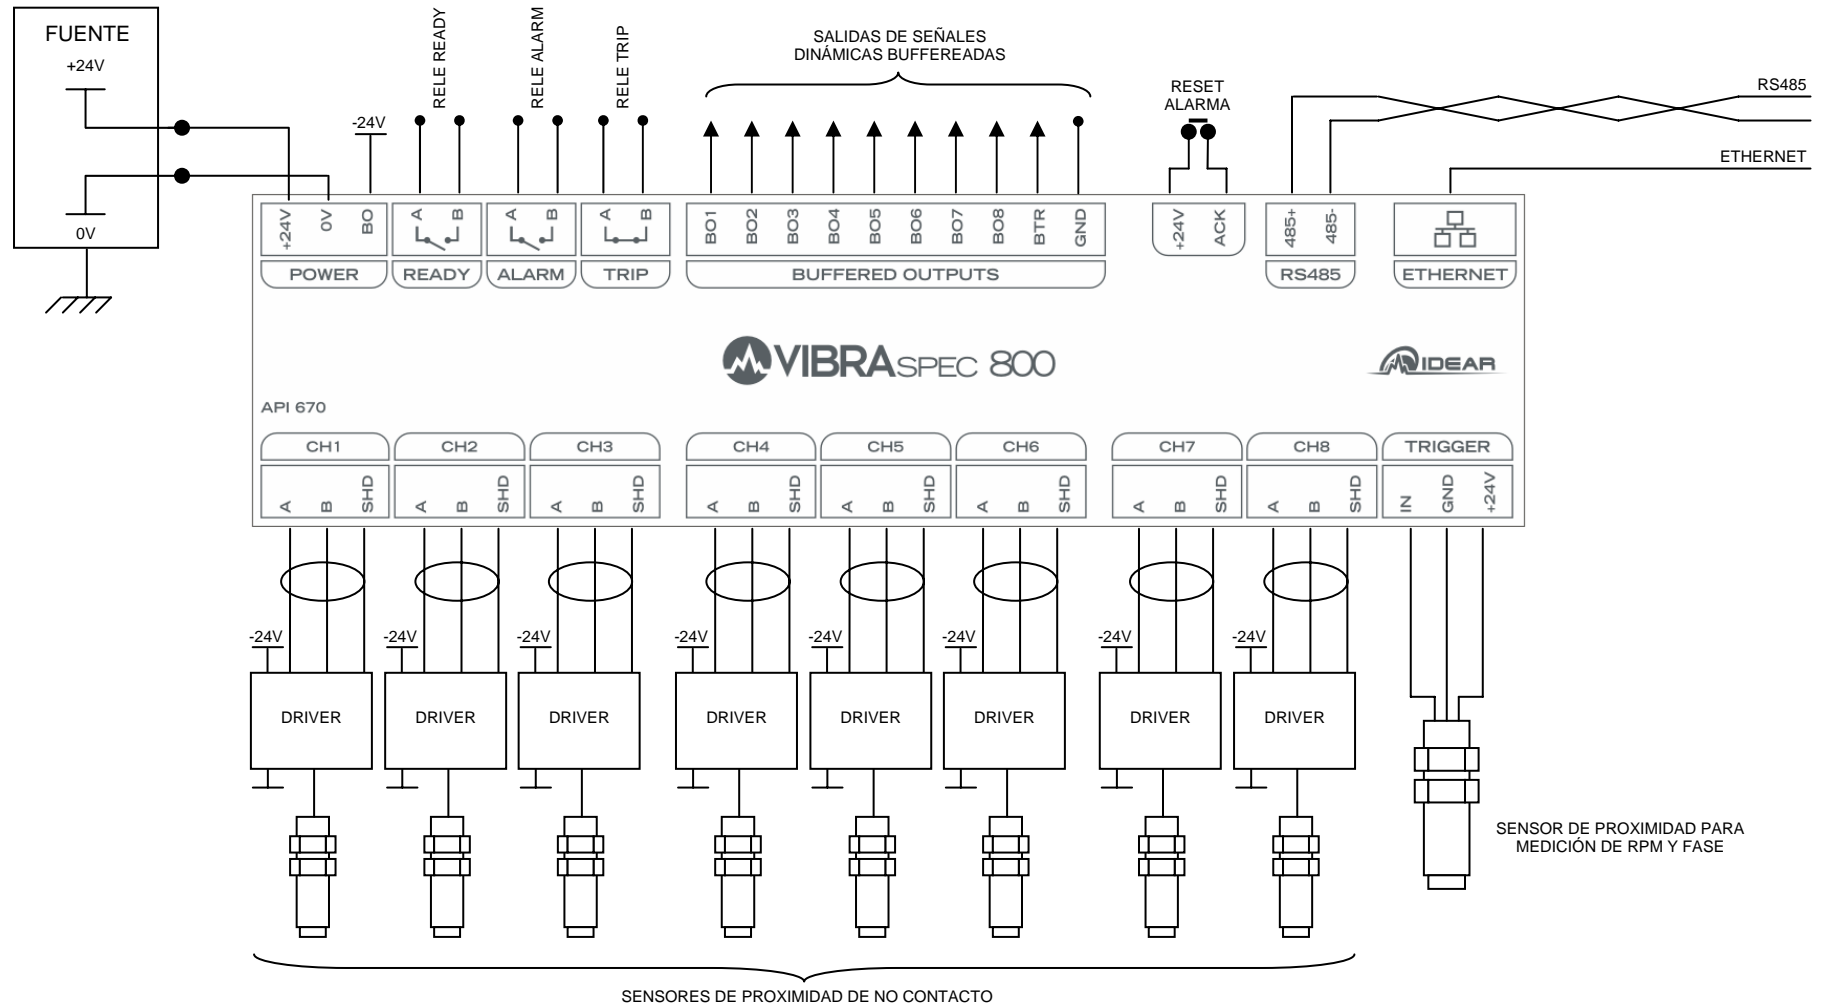 FUENTE
+24V
0V
-24V
RELE READY
RELE ALARM
RELE TRIP
SALIDAS DE SEÑALES
DINÁMICAS BUFFEREADAS
RESET
ALARMA
RS485
ETHERNET
+24V 0V BO
A B
A B
A B
BO1 BO2 BO3 BO4 BO5 BO6 BO7 BO8 BTR GND
+24V ACK
485+ 485-
POWER READY ALARM TRIP BUFFERED OUTPUTS RS485 ETHERNET
VIBRASPEC 800
IDEAR
API 670
CH1 CH2 CH3 CH4 CH5 CH6 CH7 CH8 TRIGGER
A B SHD
A B SHD
A B SHD
A B SHD
A B SHD
A B SHD
A B SHD
A B SHD
IN GND +24V
-24V -24V -24V -24V -24V -24V -24V -24V
DRIVER DRIVER DRIVER DRIVER DRIVER DRIVER DRIVER DRIVER
SENSOR DE PROXIMIDAD PARA
MEDICIÓN DE RPM Y FASE
SENSORES DE PROXIMIDAD DE NO CONTACTO